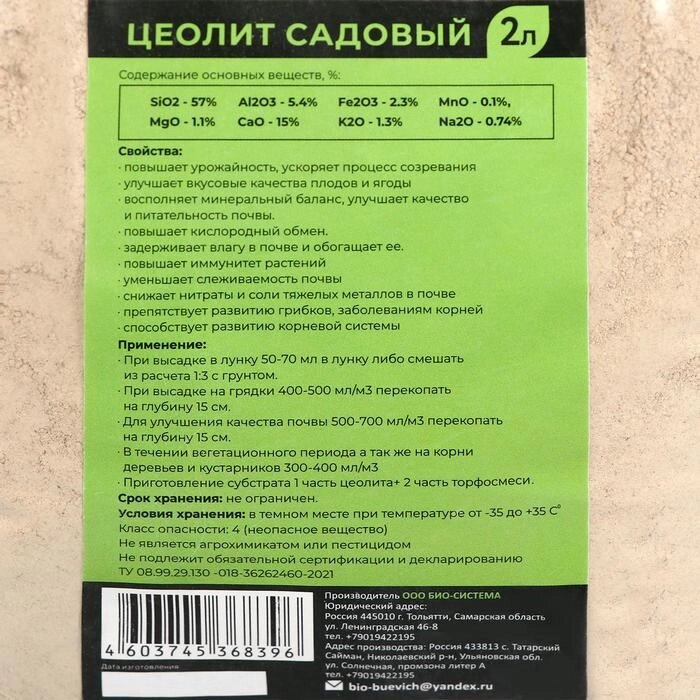 ЦЕОЛИТ САДОВЫЙ 2л
Содержание основных веществ, %:
SiO2 - 57% Al2O3 - 5.4% Fe2O3 - 2.3% MnO - 0.1%,
MgO - 1.1% CaO - 15% K2O - 1.3% Na2O - 0.74%
Свойства:
· повышает урожайность, ускоряет процесс созревания
· улучшает вкусовые качества плодов и ягоды
· восполняет минеральный баланс, улучшает качество
и питательность почвы.
· повышает кислородный обмен.
· задерживает влагу в почве и обогащает ее.
· повышает иммунитет растений
· уменьшает слеживаемость почвы
· снижает нитраты и соли тяжелых металлов в почве
· препятствует развитию грибков, заболеваниям корней
· способствует развитию корневой системы
Применение:
· При высадке в лунку 50-70 мл в лунку либо смешать
из расчета 1:3 с грунтом.
· При высадке на грядки 400-500 мл/м3 перекопать
на глубину 15 см.
· Для улучшения качества почвы 500-700 мл/м3 перекопать
на глубину 15 см.
· В течении вегетационного периода а так же на корни
деревьев и кустарников 300-400 мл/м3
· Приготовление субстрата 1 часть цеолита+ 2 часть торфосмеси.
Срок хранения: не ограничен.
Условия хранения: в темном месте при температуре от -35 до +35 С⁰
Класс опасности: 4 (неопасное вещество)
Не является агрохимикатом или пестицидом
Не подлежит обязательной сертификации и декларированию
ТУ 08.99.29.130 -018-36262460-2021
4 603745 368396
Дата изготовления
Производитель ООО БИО-СИСТЕМА
Юридический адрес:
Россия 445010 г. Тольятти, Самарская область
ул. Ленинградская 46-8
тел. +79019422195
Адрес производства: Россия 433813 с. Татарский
Сайман, Николаевский р-н, Ульяновской обл.
ул. Солнечная, промзона литер А
тел. +79019422195
bio-buevich@yandex.ru